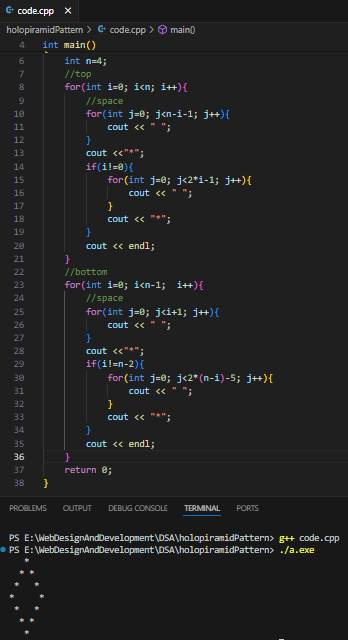 code.cpp ×
holopiramidPattern > code.cpp > main()
4 int main()
6 int n=4;
7 //top
8 for(int i=0; i<n; i++){
9 //space
10 for(int j=0; j<n-i-1; j++){
11 cout << " ";
12 }
13 cout <<"*";
14 if(i!=0){
15 for(int j=0; j<2*i-1; j++){
16 cout << " ";
17 }
18 cout << "*";
19 }
20 cout << endl;
21 }
22 //bottom
23 for(int i=0; i<n-1;  i++){
24 //space
25 for(int j=0; j<i+1; j++){
26 cout << " ";
27 }
28 cout <<"*";
29 if(i!=n-2){
30 for(int j=0; j<2*(n-i)-5; j++){
31 cout << " ";
32 }
33 cout << "*";
34 }
35 cout << endl;
36 }
37 return 0;
38 }
PROBLEMS OUTPUT DEBUG CONSOLE TERMINAL PORTS
PS E:\WebDesignAndDevelopment\DSA\holopiramidPattern> g++ code.cpp
PS E:\WebDesignAndDevelopment\DSA\holopiramidPattern> ./a.exe
   *
  * *
 *   *
*     *
 *   *
  * *
   *